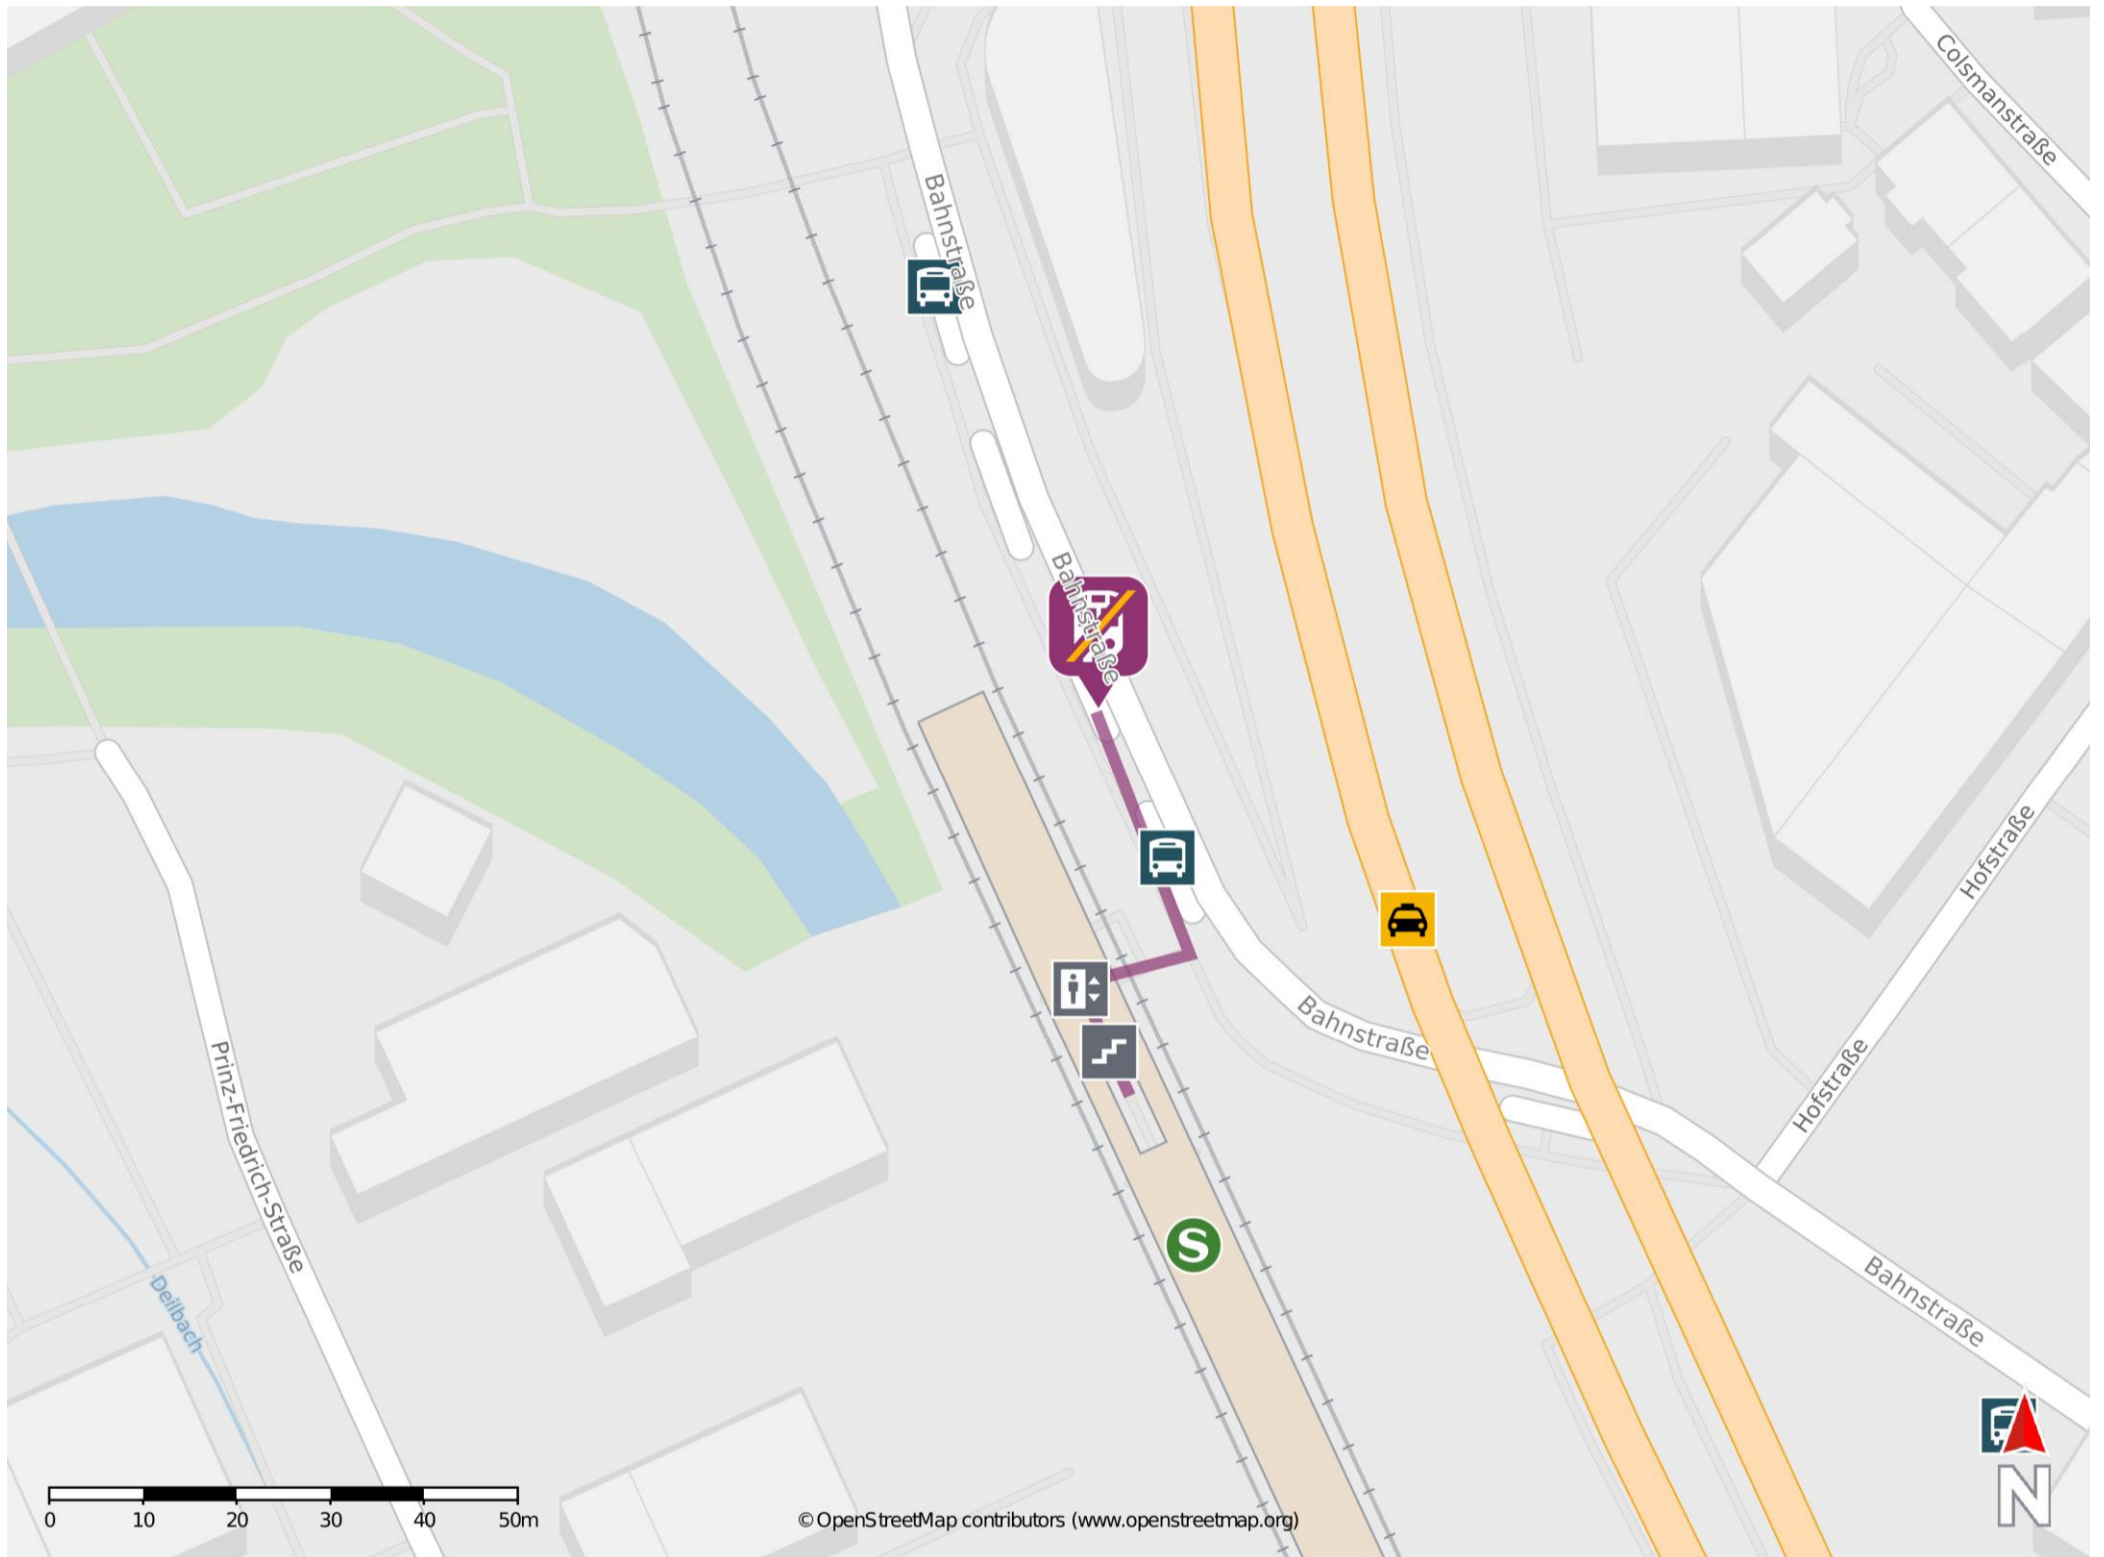 Colsmanstraße
Bahnstraße
Bahnstraße
Hofstraße
Bahnstraße
Hofstraße
Prinz-Friedrich-Straße
S
Deilbach
Bahnstraße
N
0 10 20 30 40 50m
© OpenStreetMap contributors (www.openstreetmap.org)